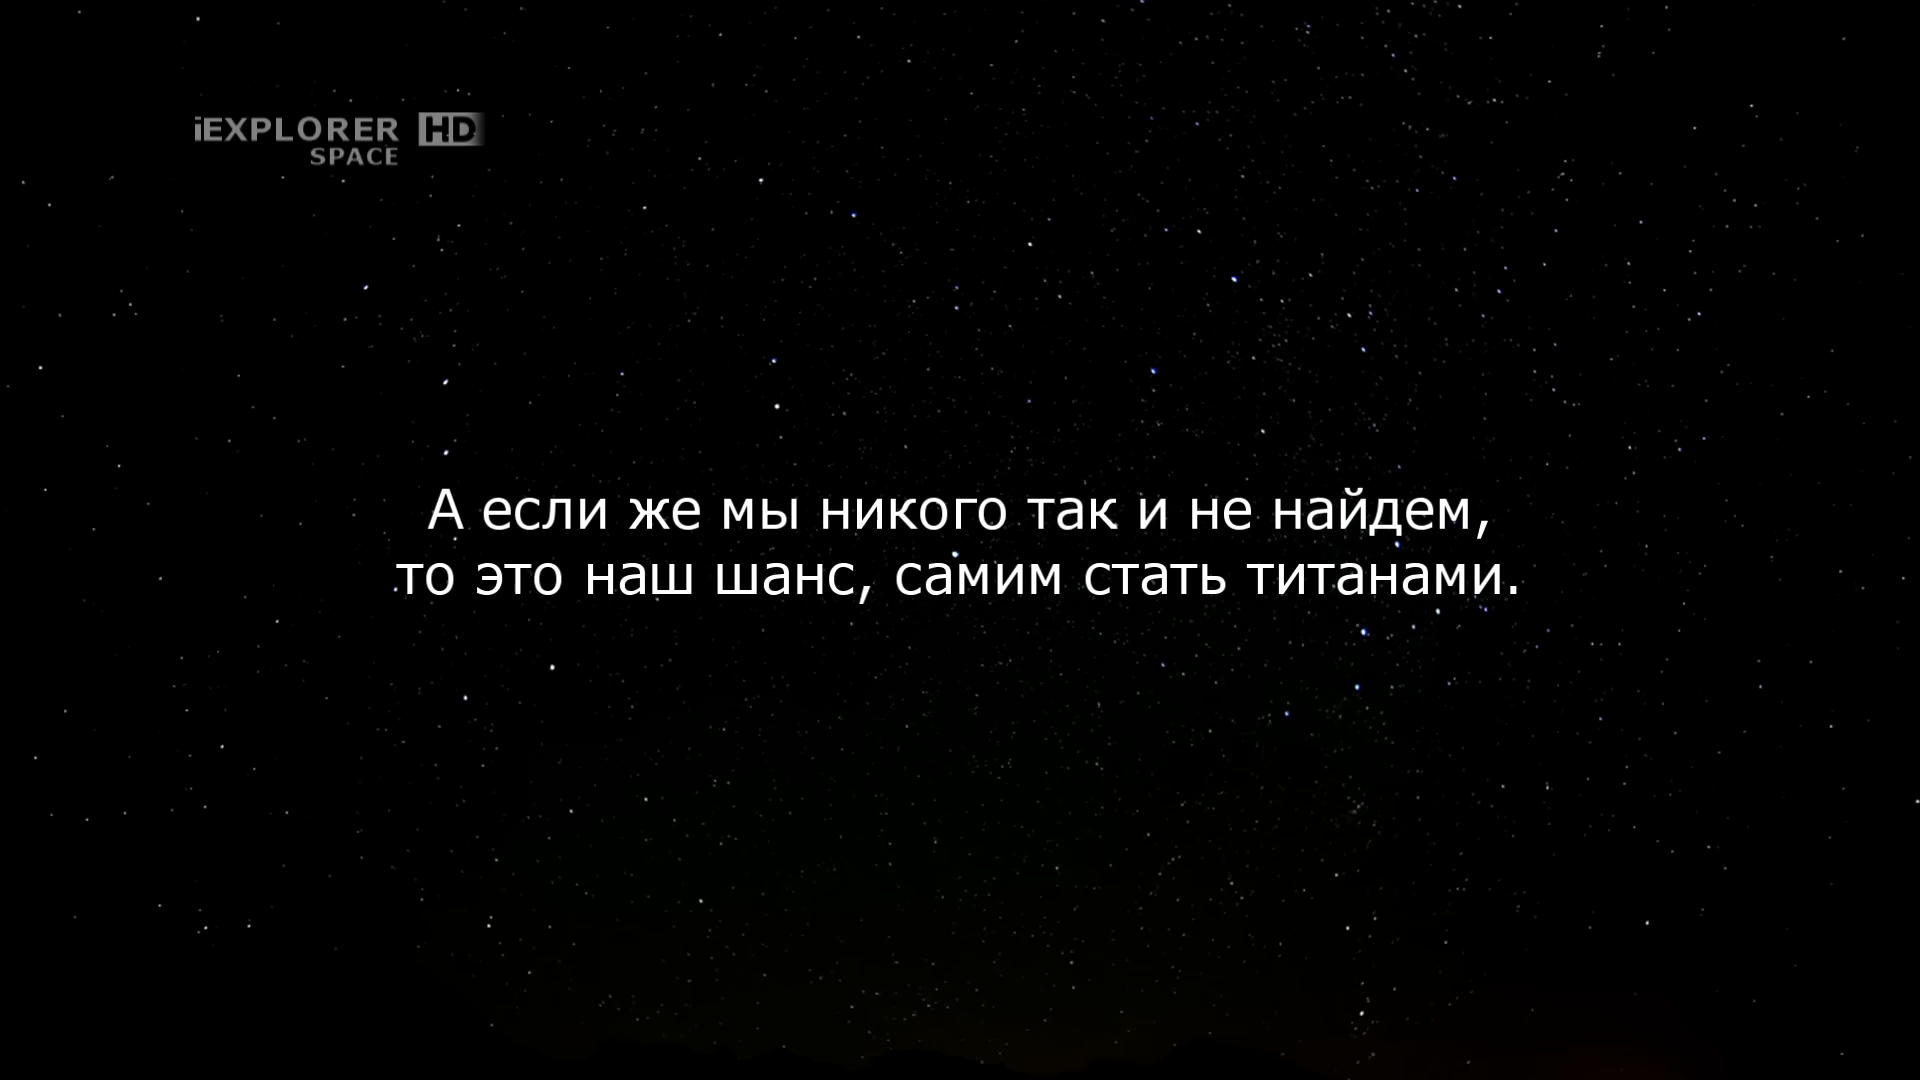 iEXPLORER HD
SPACE
А если же мы никого так и не найдем,
то это наш шанс, самим стать титанами.